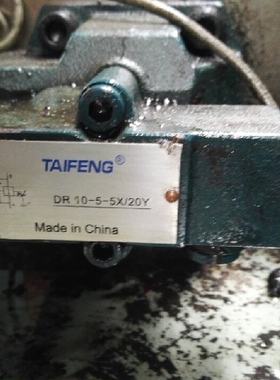 TAIFENG®
DR 10-5-5X/20Y
Made in China